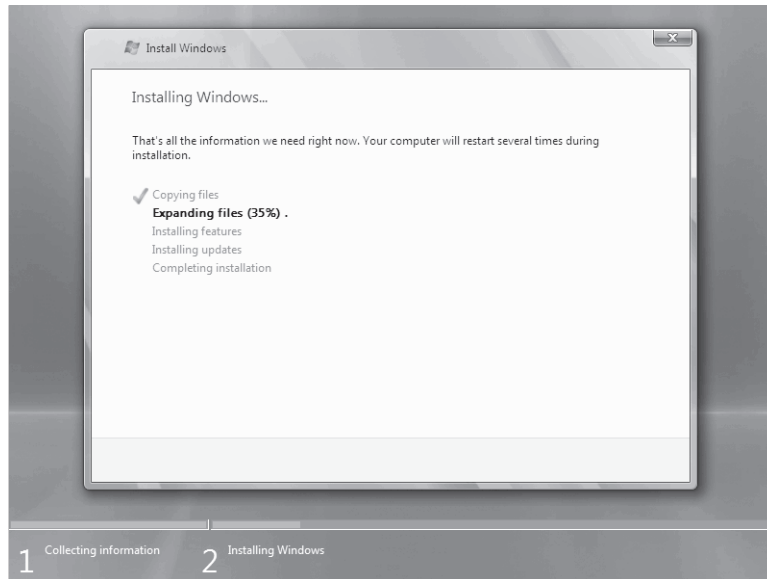 Install Windows
Installing Windows...
That's all the information we need right now. Your computer will restart several times during
installation.
Copying files
Expanding files (35%) .
Installing features
Installing updates
Completing installation
1 Collecting information 2 Installing Windows